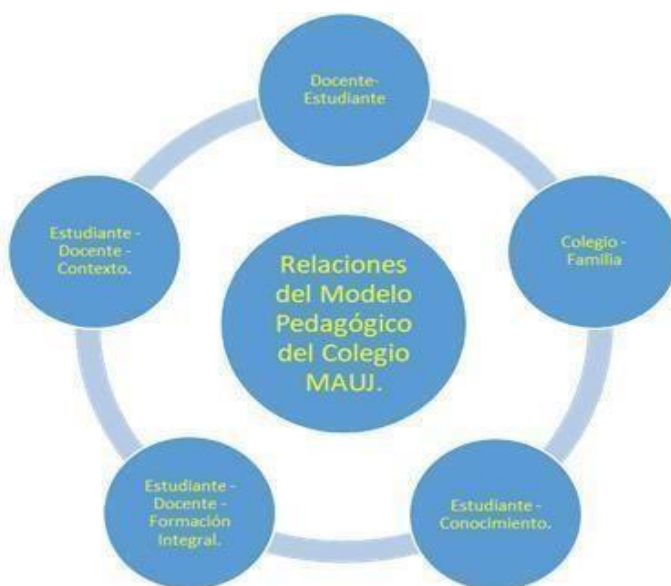 Docente-
Estudiante
Estudiante -
Docente -
Contexto.
Colegio -
Familia
Relaciones
del Modelo
Pedagógico
del Colegio
MAUJ.
Estudiante -
Docente -
Formación
Integral.
Estudiante -
Conocimiento.